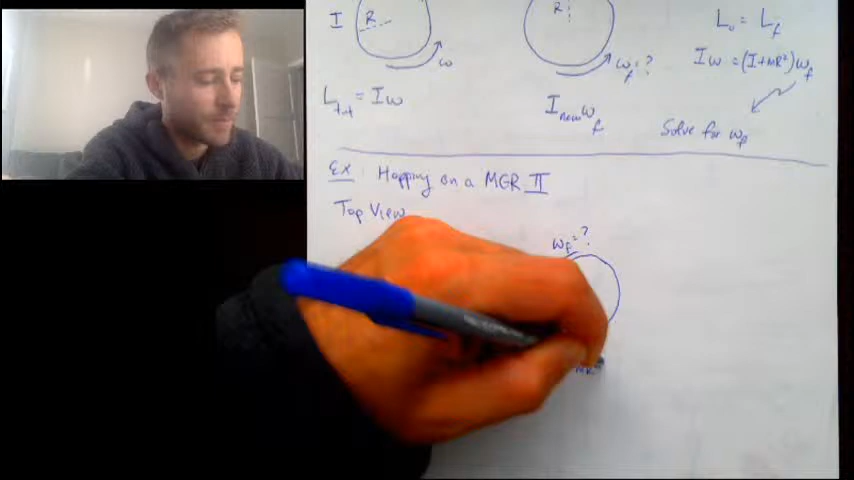 I R
R
L₀ = L_f
ω
ω_f = ?
Iω = (I+mR²)ω_f
L_tot = Iω
I_new ω_f
Solve for ω_f
Ex: Hopping on a MGR II
Top View
ω_f = ?